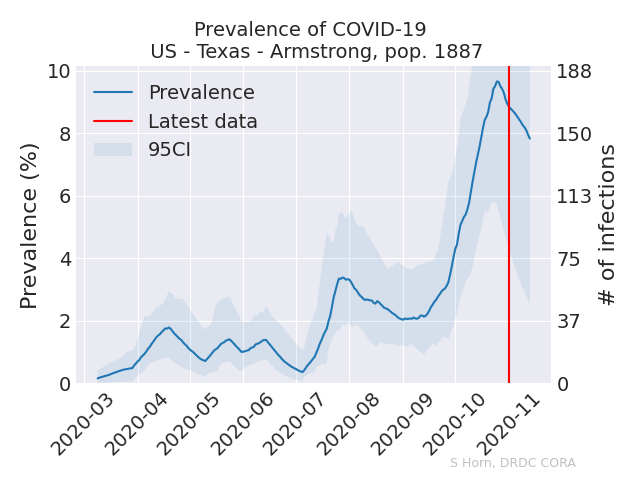 Prevalence of COVID-19
US - Texas - Armstrong, pop. 1887
Prevalence
Latest data
95CI
Prevalence (%)
10
8
6
4
2
0
188
150
113
75
37
0
# of infections
2020-03
2020-04
2020-05
2020-06
2020-07
2020-08
2020-09
2020-10
2020-11
S Horn, DRDC CORA